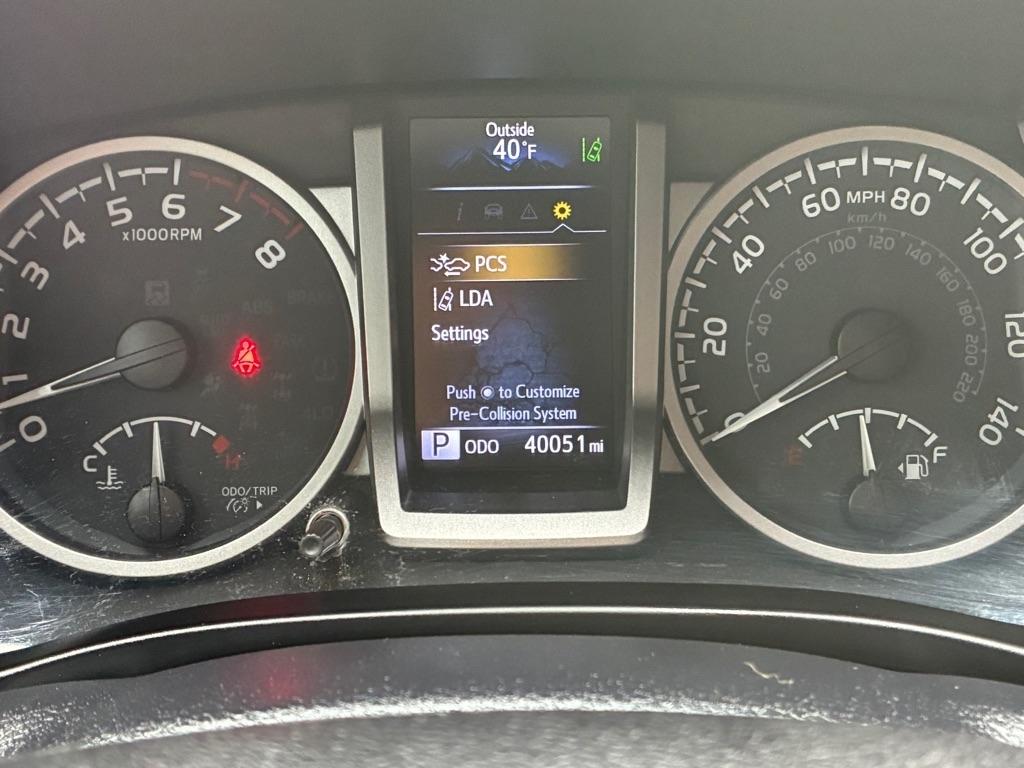 Outside
40°F
i
PCS
LDA
Settings
Push to Customize
Pre-Collision System
P ODO 40051 mi
0 1 2 3 4 5 6 7 8
x1000RPM
C H
ODO/TRIP
0 20 40 60 80 100 120 140
MPH
km/h
20 40 60 80 100 120 140 160 180 200 220
E F